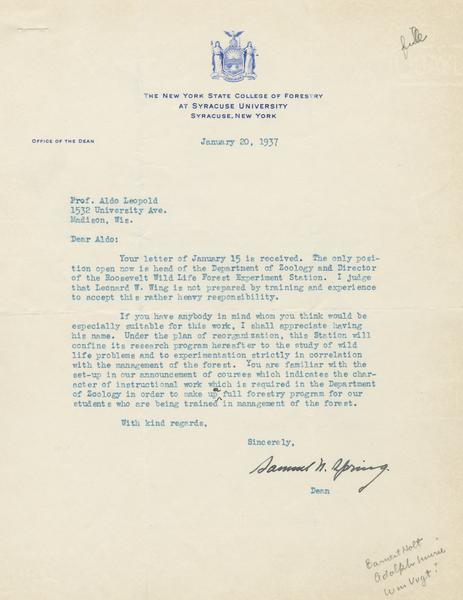 file
THE NEW YORK STATE COLLEGE OF FORESTRY
AT SYRACUSE UNIVERSITY
SYRACUSE, NEW YORK
OFFICE OF THE DEAN
January 20, 1937
Prof. Aldo Leopold
1532 University Ave.
Madison, Wis.
Dear Aldo:
Your letter of January 15 is received. The only posi-
tion open now is head of the Department of Zoology and Director
of the Roosevelt Wild Life Forest Experiment Station. I judge
that Leonard W. Wing is not prepared by training and experience
to accept this rather heavy responsibility.
If you have anybody in mind whom you think would be
especially suitable for this work, I shall appreciate having
his name. Under the plan of reorganization, this Station will
confine its research program hereafter to the study of wild
life problems and to experimentation strictly in correlation
with the management of the forest. You are familiar with the
set-up in our announcement of courses which indicates the char-
acter of instructional work which is required in the Department
of Zoology in order to make up a full forestry program for our
students who are being trained in management of the forest.
With kind regards,
Sincerely,
Samuel N. Spring
Dean
Earnest Holt
Adolph Murie
Wm Vogt?